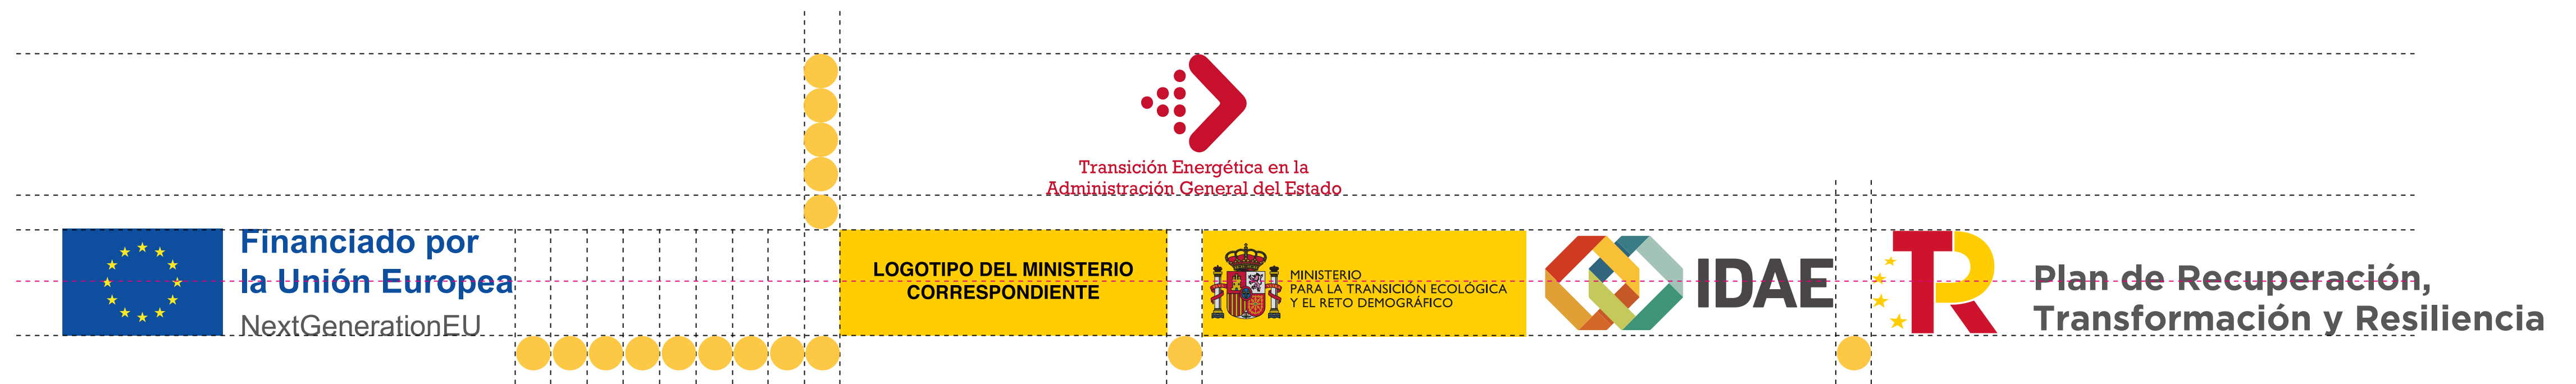 Transición Energética en la
Administración General del Estado
Financiado por
la Unión Europea
NextGenerationEU
LOGOTIPO DEL MINISTERIO
CORRESPONDIENTE
MINISTERIO
PARA LA TRANSICIÓN ECOLÓGICA
Y EL RETO DEMOGRÁFICO
IDAE
TR
Plan de Recuperación,
Transformación y Resiliencia